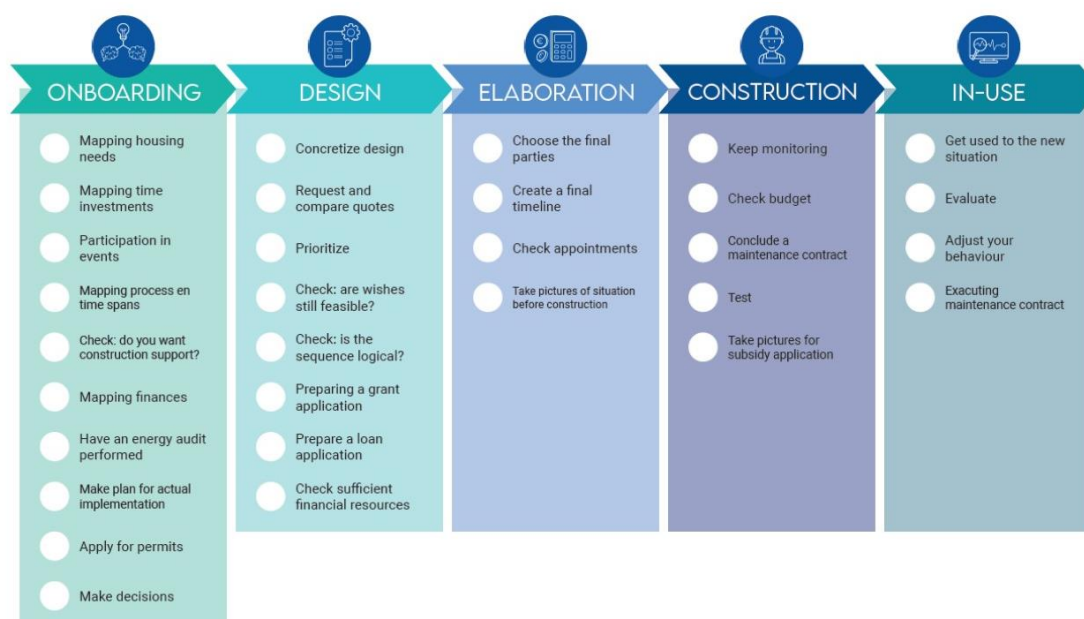 ONBOARDING
Mapping housing
needs
Mapping time
investments
Participation in
events
Mapping process en
time spans
Check: do you want
construction support?
Mapping finances
Have an energy audit
performed
Make plan for actual
implementation
Apply for permits
Make decisions
DESIGN
Concretize design
Request and
compare quotes
Prioritize
Check: are wishes
still feasible?
Check: is the
sequence logical?
Preparing a grant
application
Prepare a loan
application
Check sufficient
financial resources
ELABORATION
Choose the final
parties
Create a final
timeline
Check appointments
Take pictures of situation
before construction
CONSTRUCTION
Keep monitoring
Check budget
Conclude a
maintenance contract
Test
Take pictures for
subsidy application
IN-USE
Get used to the new
situation
Evaluate
Adjust your
behaviour
Exacuting
maintenance contract